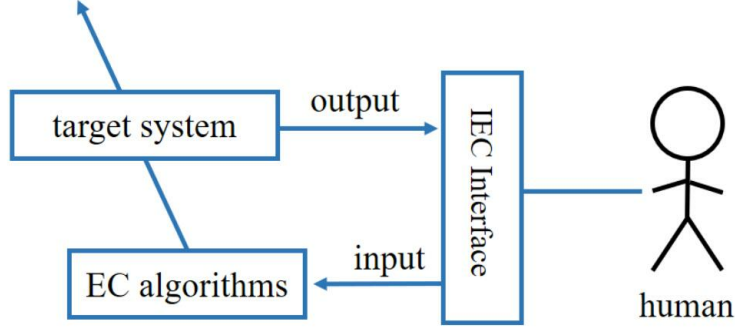 output
target system
IEC Interface
input
EC algorithms
human